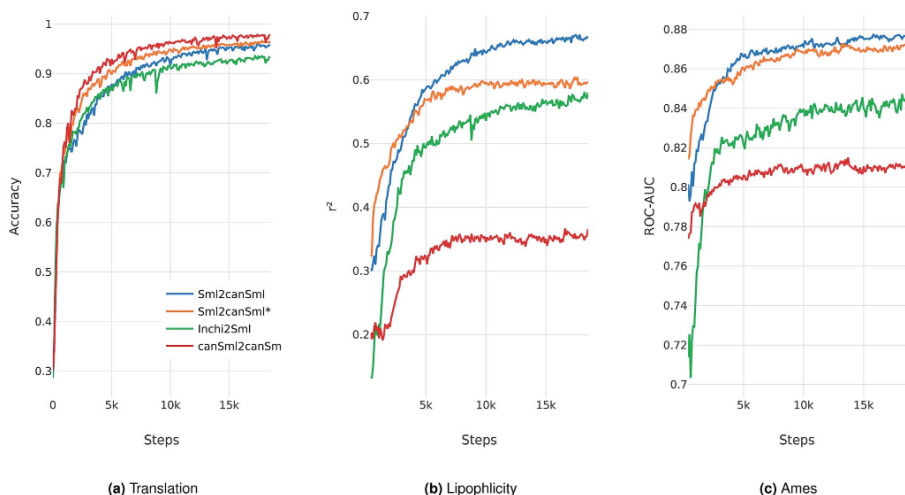 1
0.9
0.8
0.7
0.6
0.5
0.4
0.3
Accuracy
0
5k
10k
15k
Steps
Sml2canSml
Sml2canSml*
Inchi2Sml
canSml2canSm
(a) Translation
0.7
0.6
0.5
0.4
0.3
0.2
r²
5k
10k
15k
Steps
(b) Lipophlicity
0.88
0.86
0.84
0.82
0.8
0.78
0.76
0.74
0.72
0.7
ROC-AUC
5k
10k
15k
Steps
(c) Ames